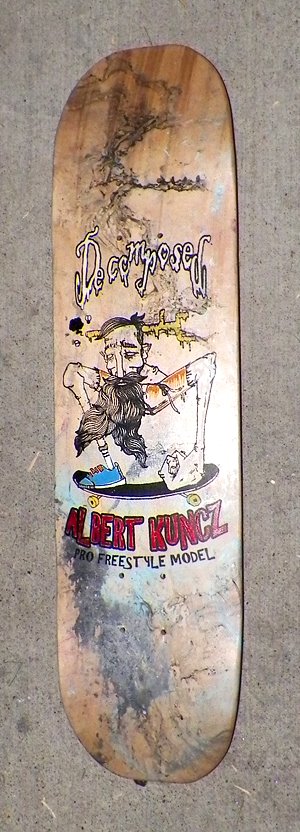 Decomposed
ALBERT KUNCZ
PRO FREESTYLE MODEL